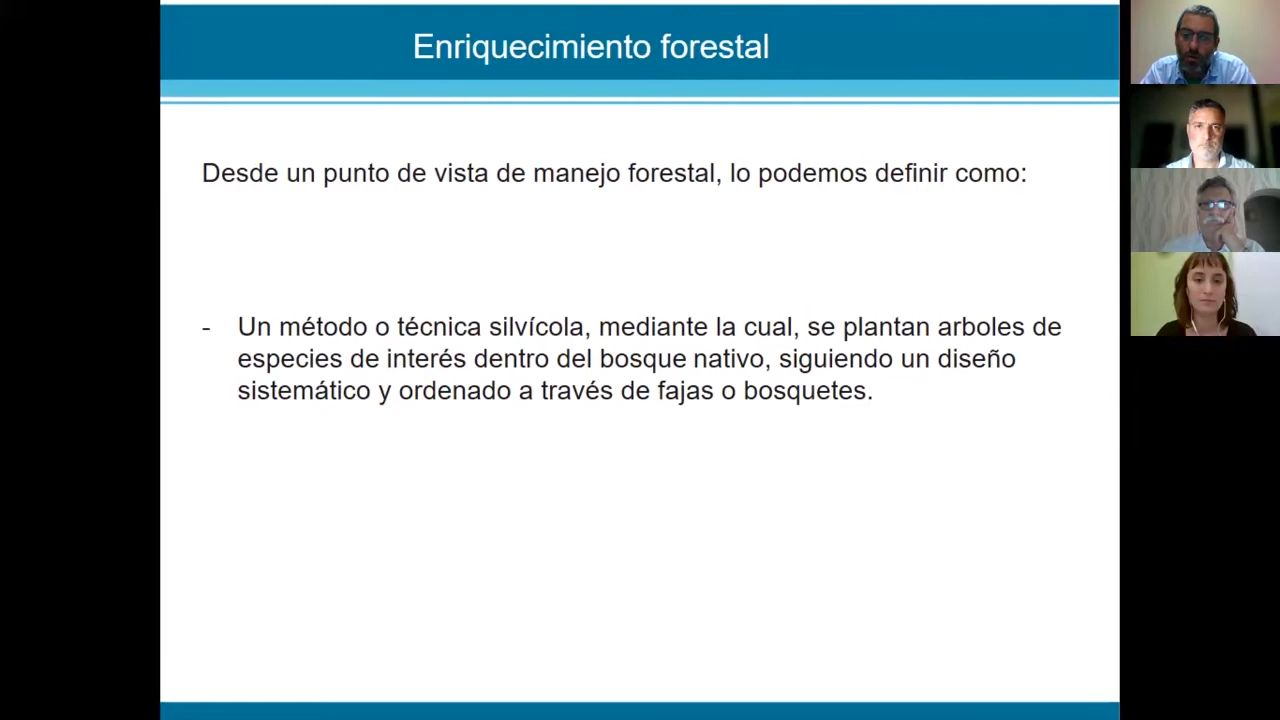 Enriquecimiento forestal
Desde un punto de vista de manejo forestal, lo podemos definir como:
- Un método o técnica silvícola, mediante la cual, se plantan arboles de
especies de interés dentro del bosque nativo, siguiendo un diseño
sistemático y ordenado a través de fajas o bosquetes.